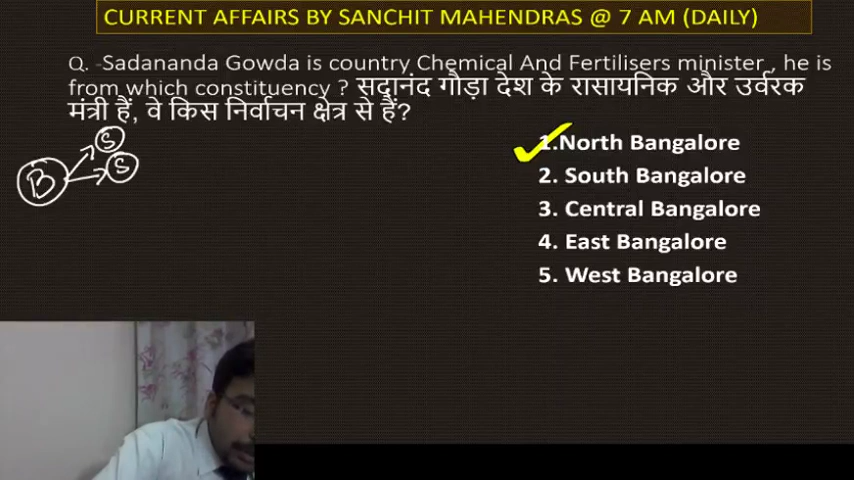 CURRENT AFFAIRS BY SANCHIT MAHENDRAS @ 7 AM (DAILY)
Q. -Sadananda Gowda is country Chemical And Fertilisers minister , he is
from which constituency ? सदानंद गौड़ा देश के रासायनिक और उर्वरक
मंत्री हैं, वे किस निर्वाचन क्षेत्र से हैं?
B
S
S
1.North Bangalore
2. South Bangalore
3. Central Bangalore
4. East Bangalore
5. West Bangalore